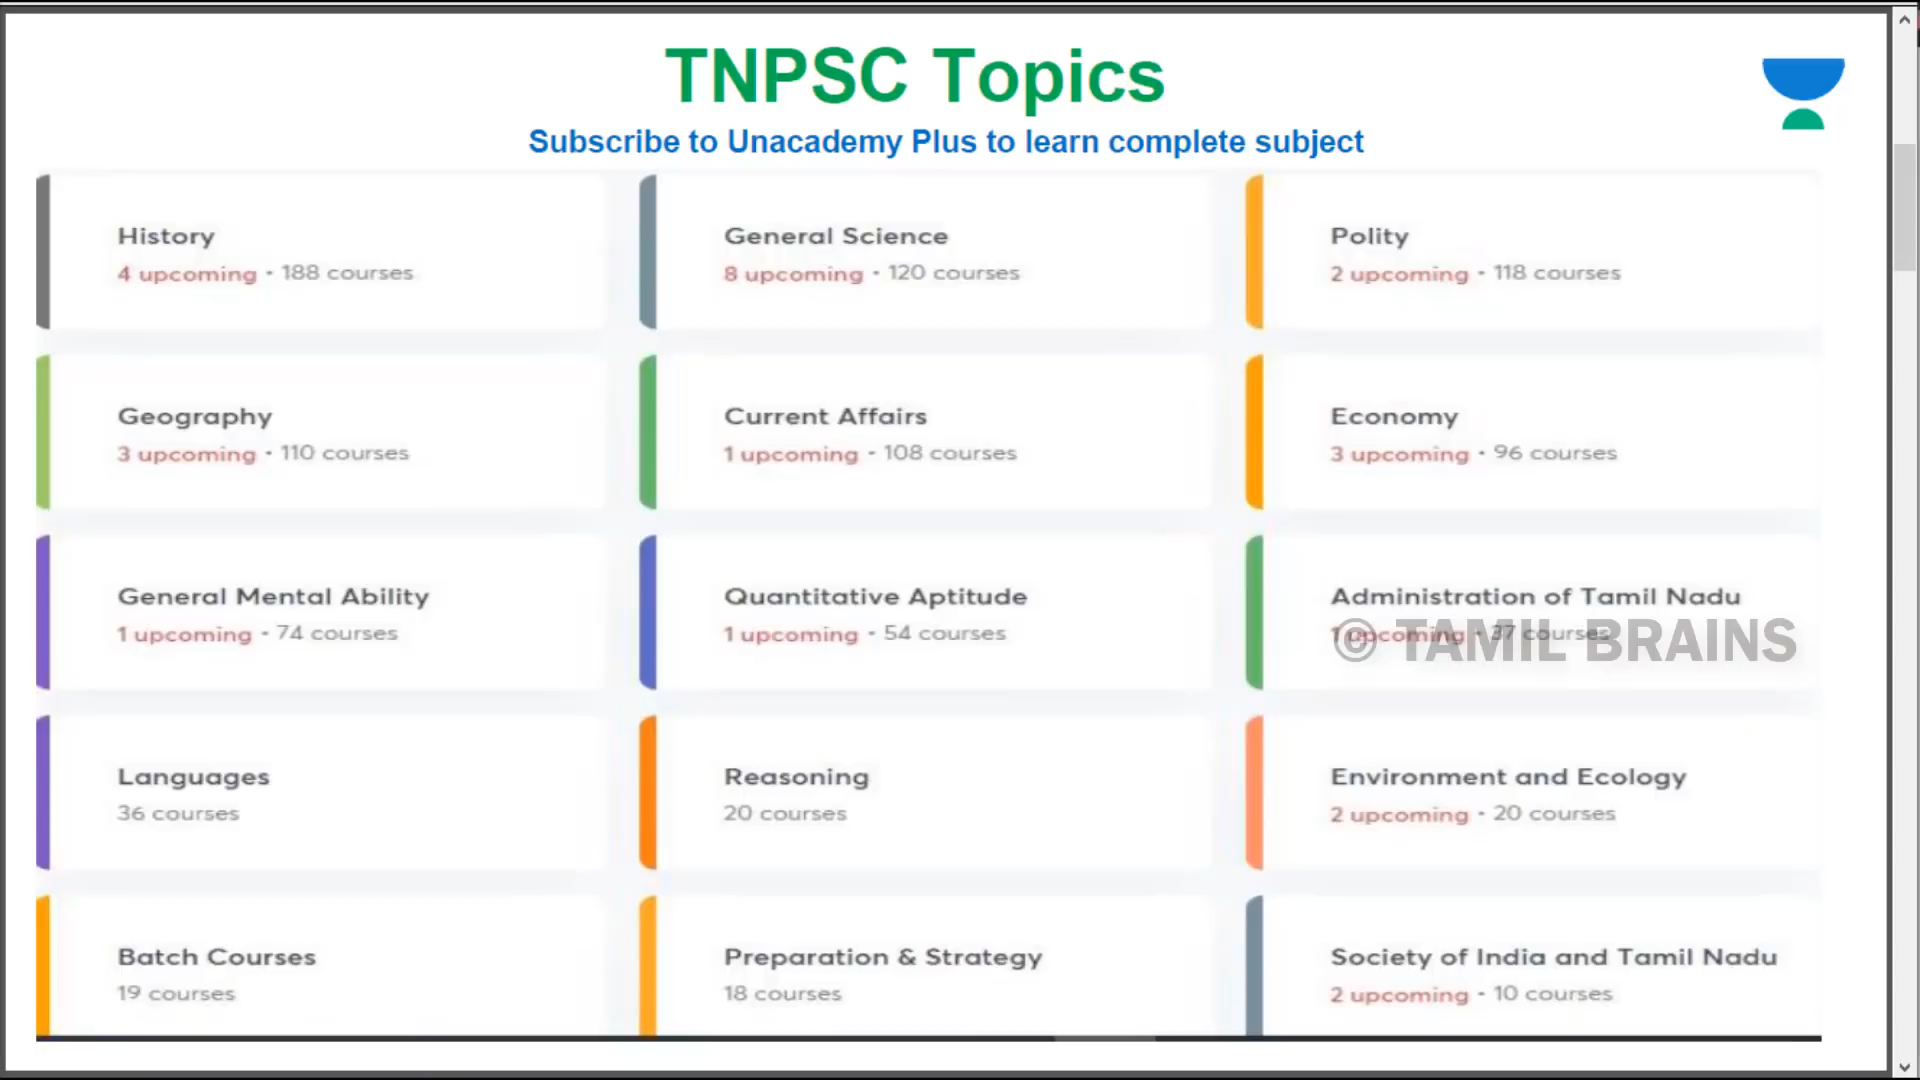 TNPSC Topics
Subscribe to Unacademy Plus to learn complete subject
History
4 upcoming • 188 courses
General Science
8 upcoming • 120 courses
Polity
2 upcoming • 118 courses
Geography
3 upcoming • 110 courses
Current Affairs
1 upcoming • 108 courses
Economy
3 upcoming • 96 courses
General Mental Ability
1 upcoming • 74 courses
Quantitative Aptitude
1 upcoming • 54 courses
Administration of Tamil Nadu
1 upcoming • 37 courses
© TAMIL BRAINS
Languages
36 courses
Reasoning
20 courses
Environment and Ecology
2 upcoming • 20 courses
Batch Courses
19 courses
Preparation & Strategy
18 courses
Society of India and Tamil Nadu
2 upcoming • 10 courses